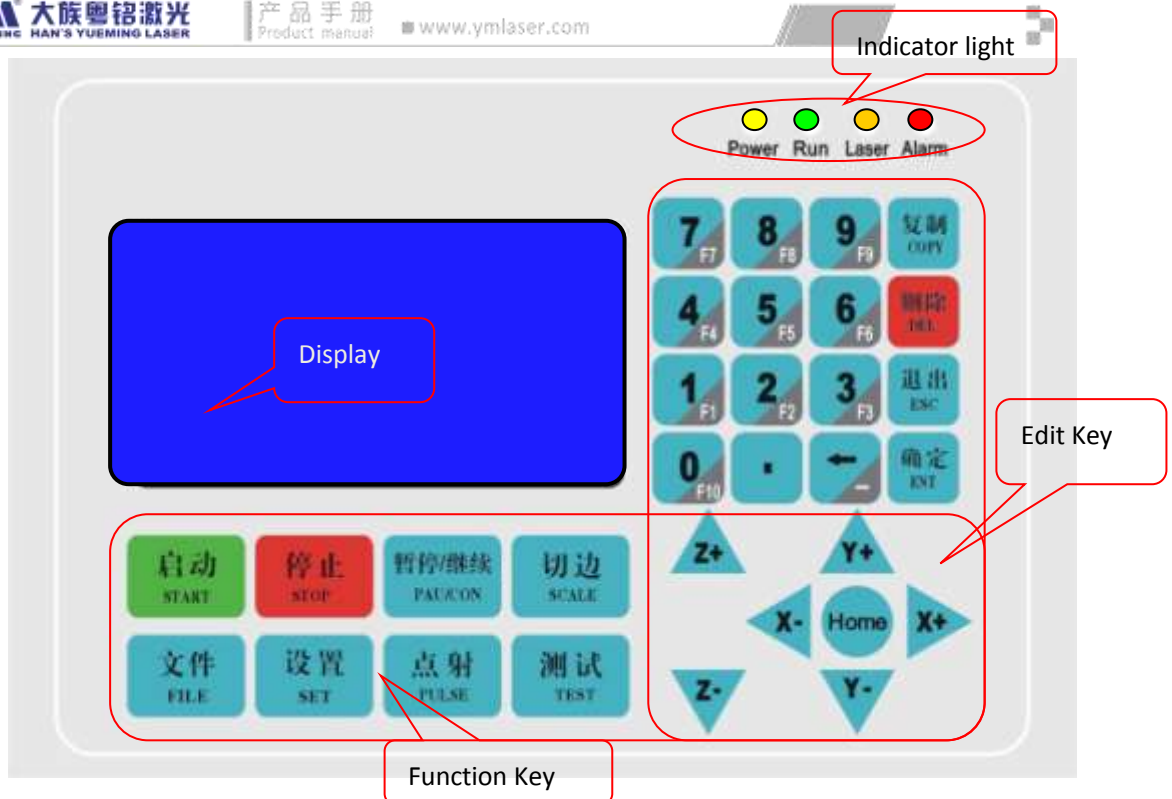 大族粤铭激光
HAN'S YUEMING LASER
产品手册
Product manual
www.ymlaser.com
Indicator light
Power Run Laser Alarm
7 F7 8 F8 9 F9 复制 COPY
4 F4 5 F5 6 F6 删除 DEL
Display
1 F1 2 F2 3 F3 退出 ESC
Edit Key
0 F10 . ← - 确定 ENT
Z+ Y+
启动 停止 暂停/继续 切边
START STOP PAU/CON SCALE
X- Home X+
文件 设置 点射 测试
FILE SET PULSE TEST
Z- Y-
Function Key